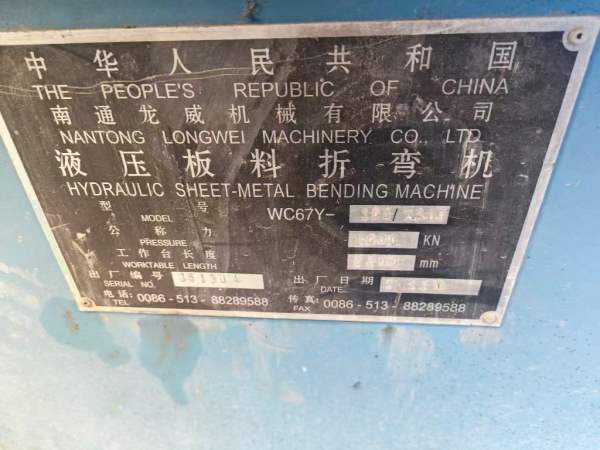 中华人民共和国
THE PEOPLE'S REPUBLIC OF CHINA
南通龙威机械有限公司
NANTONG LONGWEI MACHINERY CO., LTD
液压板料折弯机
HYDRAULIC SHEET-METAL BENDING MACHINE
型号
MODEL WC67Y-
公称力
PRESSURE KN
工作台长度
WORKTABLE LENGTH mm
出厂编号 出厂日期
SERIAL NO DATE
电话: 0086-513-88289588 传真: 0086-513-88289588
TEL FAX